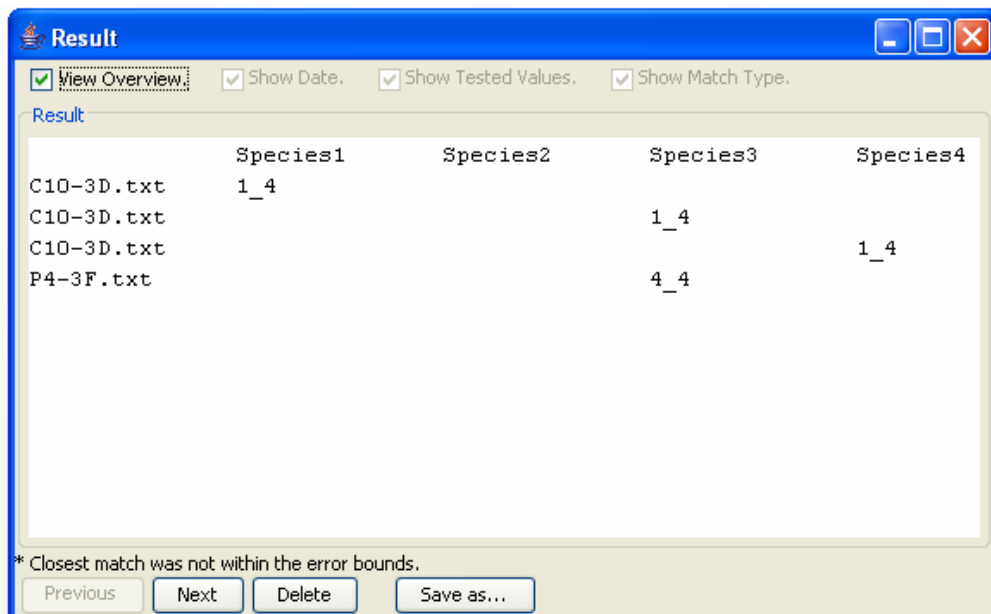 Result
View Overview. Show Date. Show Tested Values. Show Match Type.
Result
Species1 Species2 Species3 Species4
C10-3D.txt 1_4
C10-3D.txt 1_4
C10-3D.txt 1_4
P4-3F.txt 4_4
* Closest match was not within the error bounds.
Previous Next Delete Save as...